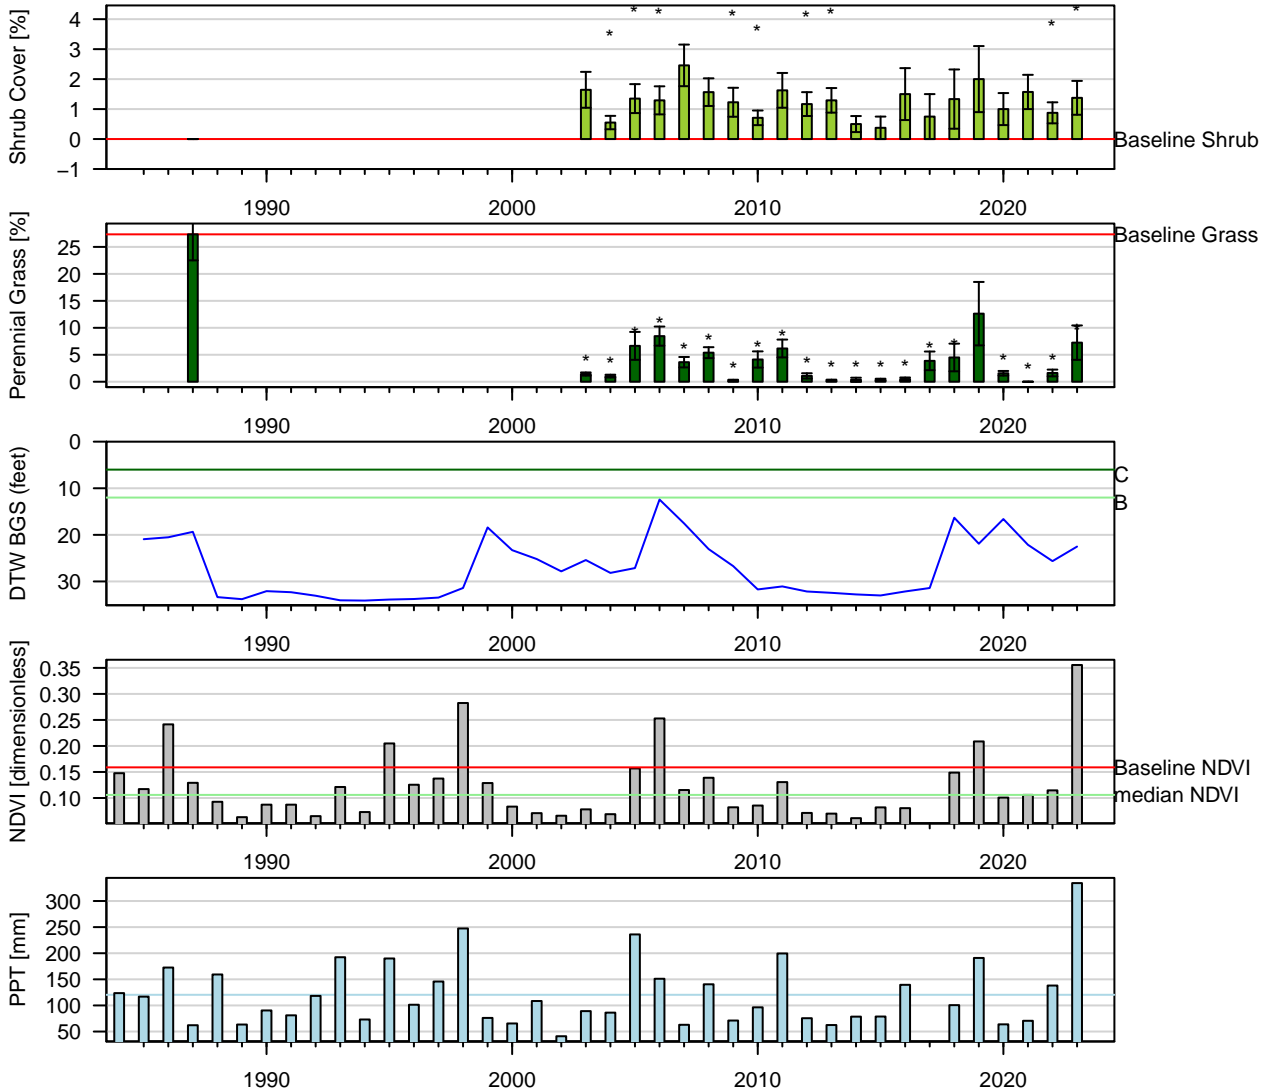 Shrub Cover [%]
4
3
2
1
0
−1
* * * * * * * * * *
Baseline Shrub
1990 2000 2010 2020
Perennial Grass [%]
25
20
15
10
5
0
* * * * * * * * * * * * * * * * * * * *
Baseline Grass
1990 2000 2010 2020
DTW BGS (feet)
0
10
20
30
C
B
1990 2000 2010 2020
NDVI [dimensionless]
0.35
0.30
0.25
0.20
0.15
0.10
Baseline NDVI
median NDVI
1990 2000 2010 2020
PPT [mm]
300
250
200
150
100
50
1990 2000 2010 2020